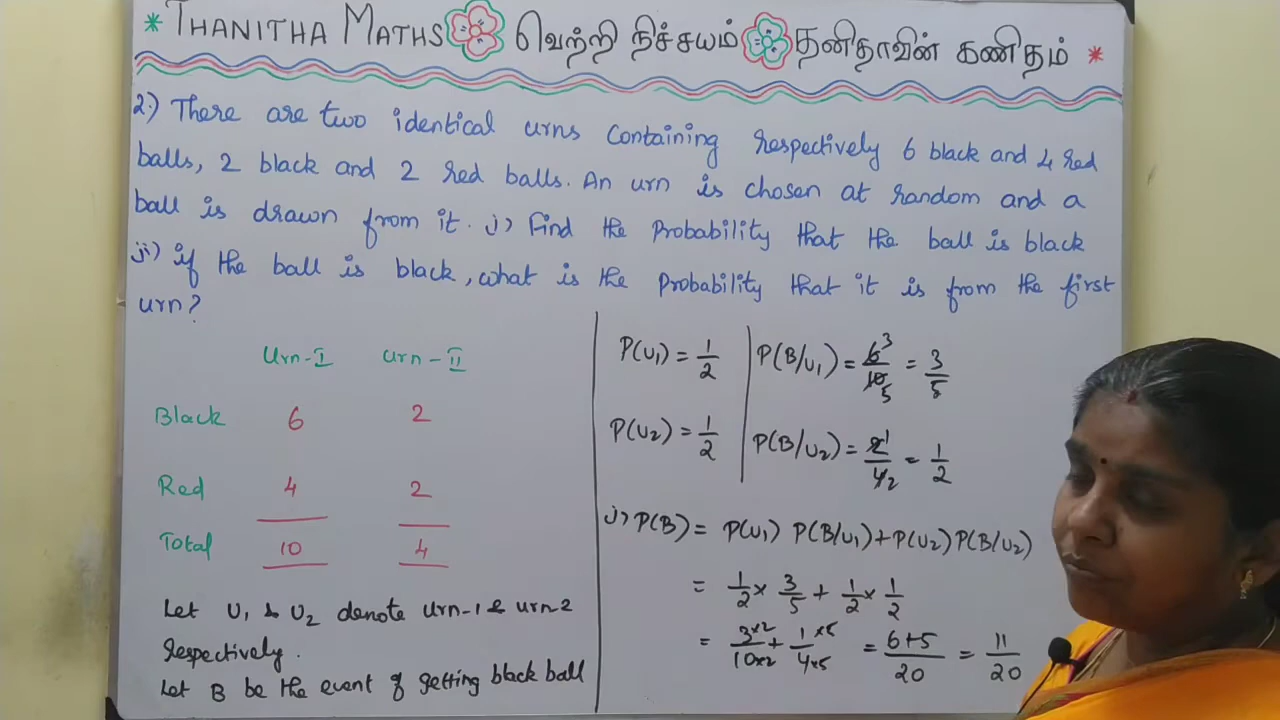 * THANITHA MATHS வெற்றி நிச்சயம் தனிதாவின் கணிதம் *
2.) There are two identical urns containing respectively 6 black and 4 red
balls, 2 black and 2 red balls. An urn is chosen at random and a
ball is drawn from it. i) Find the probability that the ball is black
ii) if the ball is black, what is the probability that it is from the first
urn?
Urn-I urn-II
Black 6 2
Red 4 2
Total 10 4
Let U₁ & U₂ denote urn-1 & urn-2
respectively.
Let B be the event of getting black ball
P(U₁) = 1/2
P(U₂) = 1/2
P(B/U₁) = 6 3/10 5 = 3/5
P(B/U₂) = 2 1/4 2 = 1/2
i) P(B) = P(U₁) P(B/U₁) + P(U₂) P(B/U₂)
= 1/2 × 3/5 + 1/2 × 1/2
= 3×2/10×2 + 1×5/4×5 = 6+5/20 = 11/20